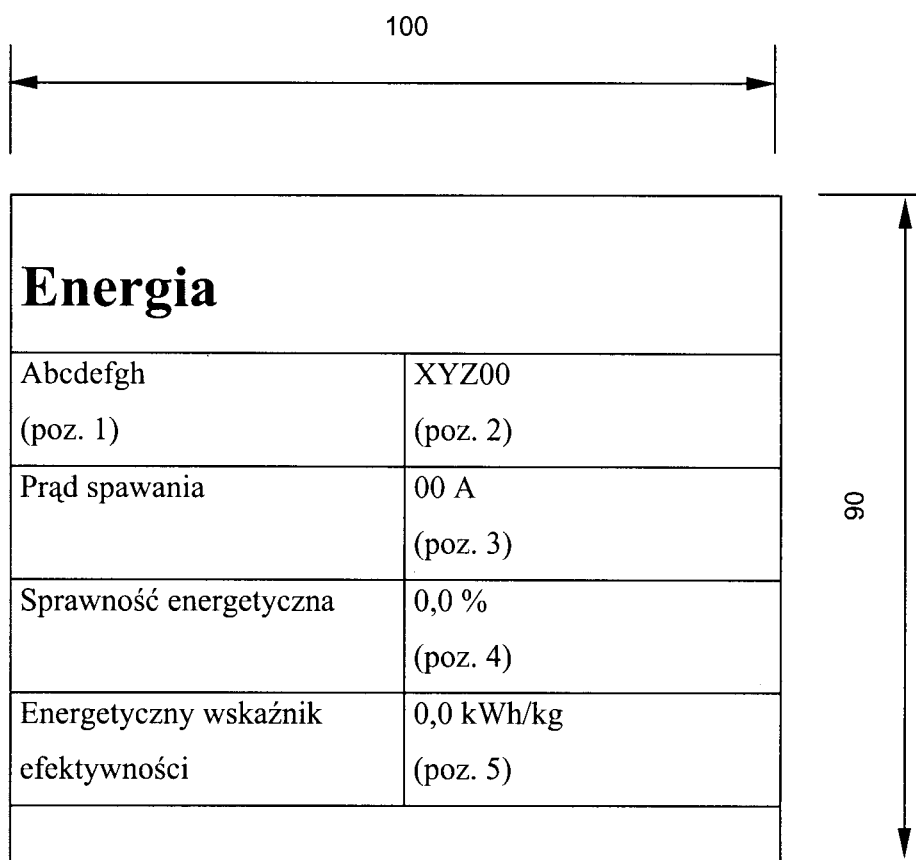 100
Energia
Abcdefgh
(poz. 1)
XYZ00
(poz. 2)
Prąd spawania
00 A
(poz. 3)
Sprawność energetyczna
0,0 %
(poz. 4)
Energetyczny wskaźnik
efektywności
0,0 kWh/kg
(poz. 5)
90